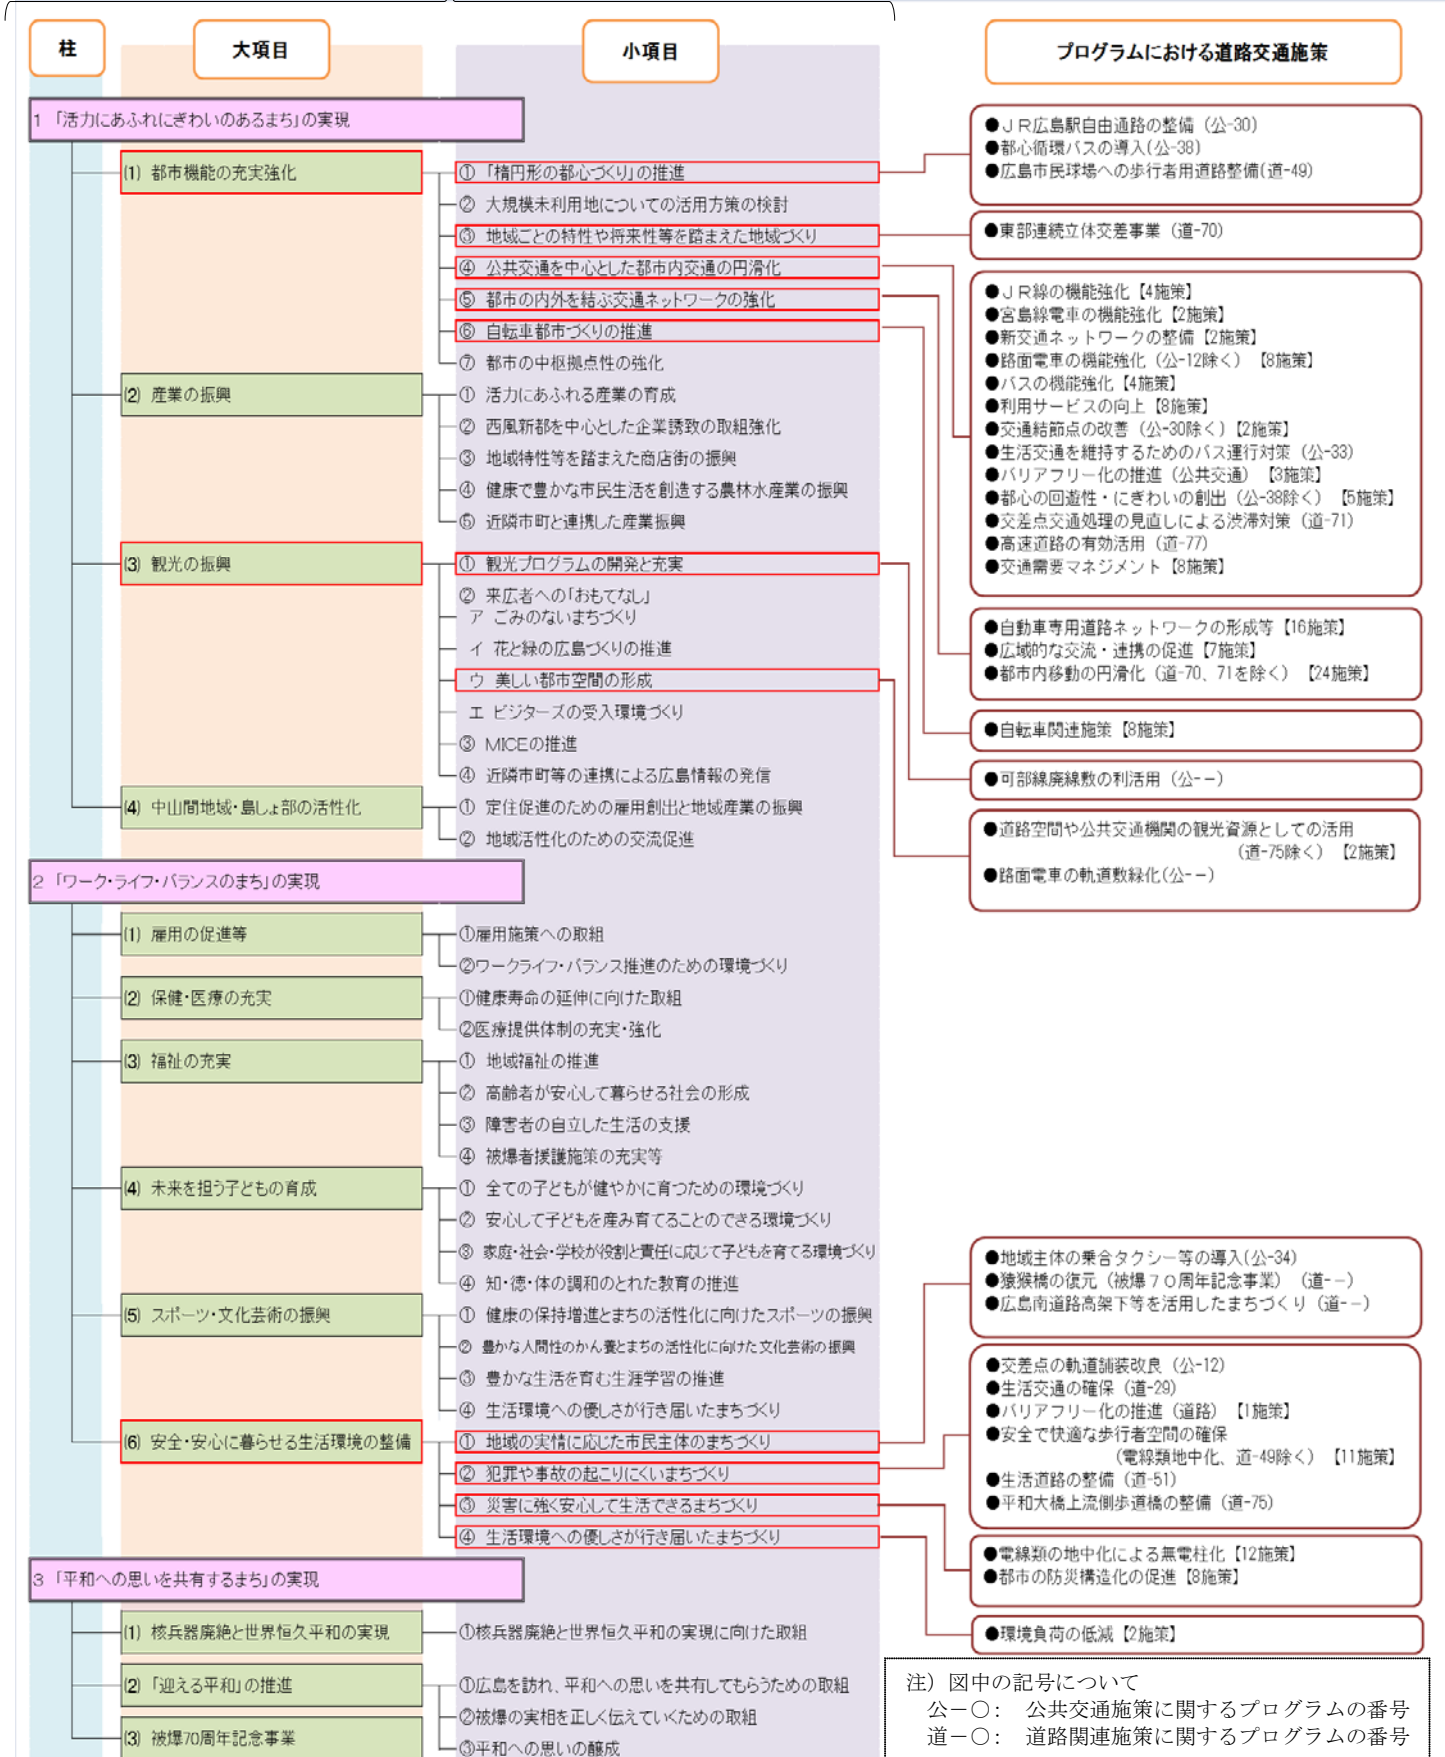 柱
大項目
小項目
プログラムにおける道路交通施策
1 「活力にあふれにぎわいのあるまち」の実現
(1) 都市機能の充実強化
① 「楕円形の都心づくり」の推進
② 大規模未利用地についての活用方策の検討
③ 地域ごとの特性や将来性等を踏まえた地域づくり
④ 公共交通を中心とした都市内交通の円滑化
⑤ 都市の内外を結ぶ交通ネットワークの強化
⑥ 自転車都市づくりの推進
⑦ 都市の中枢拠点性の強化
(2) 産業の振興
① 活力にあふれる産業の育成
② 西風新都を中心とした企業誘致の取組強化
③ 地域特性等を踏まえた商店街の振興
④ 健康で豊かな市民生活を創造する農林水産業の振興
⑤ 近隣市町と連携した産業振興
(3) 観光の振興
① 観光プログラムの開発と充実
② 来広者への「おもてなし」
ア ごみのないまちづくり
イ 花と緑の広島づくりの推進
ウ 美しい都市空間の形成
エ ビジターズの受入環境づくり
③ MICEの推進
④ 近隣市町等の連携による広島情報の発信
(4) 中山間地域・島しょ部の活性化
① 定住促進のための雇用創出と地域産業の振興
② 地域活性化のための交流促進
2 「ワーク・ライフ・バランスのまち」の実現
(1) 雇用の促進等
①雇用施策への取組
②ワークライフ・バランス推進のための環境づくり
(2) 保健・医療の充実
①健康寿命の延伸に向けた取組
②医療提供体制の充実・強化
(3) 福祉の充実
① 地域福祉の推進
② 高齢者が安心して暮らせる社会の形成
③ 障害者の自立した生活の支援
④ 被爆者援護施策の充実等
(4) 未来を担う子どもの育成
① 全ての子どもが健やかに育つための環境づくり
② 安心して子どもを産み育てることのできる環境づくり
③ 家庭・社会・学校が役割と責任に応じて子どもを育てる環境づくり
④ 知・徳・体の調和のとれた教育の推進
(5) スポーツ・文化芸術の振興
① 健康の保持増進とまちの活性化に向けたスポーツの振興
② 豊かな人間性のかん養とまちの活性化に向けた文化芸術の振興
③ 豊かな生活を育む生涯学習の推進
④ 生活環境への優しさが行き届いたまちづくり
(6) 安全・安心に暮らせる生活環境の整備
① 地域の実情に応じた市民主体のまちづくり
② 犯罪や事故の起こりにくいまちづくり
③ 災害に強く安心して生活できるまちづくり
④ 生活環境への優しさが行き届いたまちづくり
3 「平和への思いを共有するまち」の実現
(1) 核兵器廃絶と世界恒久平和の実現
①核兵器廃絶と世界恒久平和の実現に向けた取組
(2) 「迎える平和」の推進
①広島を訪れ、平和への思いを共有してもらうための取組
②被爆の実相を正しく伝えていくための取組
(3) 被爆70周年記念事業
③平和への思いの醸成
●ＪＲ広島駅自由通路の整備（公-30）
●都心循環バスの導入(公-38)
●広島市民球場への歩行者用道路整備(道-49)
●東部連続立体交差事業（道-70）
●ＪＲ線の機能強化【4施策】
●宮島線電車の機能強化【2施策】
●新交通ネットワークの整備【2施策】
●路面電車の機能強化（公-12除く）【8施策】
●バスの機能強化【4施策】
●利用サービスの向上【8施策】
●交通結節点の改善（公-30除く）【2施策】
●生活交通を維持するためのバス運行対策（公-33）
●バリアフリー化の推進（公共交通）【3施策】
●都心の回遊性・にぎわいの創出（公-38除く）【5施策】
●交差点交通処理の見直しによる渋滞対策（道-71）
●高速道路の有効活用（道-77）
●交通需要マネジメント【8施策】
●自動車専用道路ネットワークの形成等【16施策】
●広域的な交流・連携の促進【7施策】
●都市内移動の円滑化（道-70、71を除く）【24施策】
●自転車関連施策【8施策】
●可部線廃線敷の利活用（公-－）
●道路空間や公共交通機関の観光資源としての活用
（道-75除く）【2施策】
●路面電車の軌道敷緑化(公-－)
●地域主体の乗合タクシー等の導入(公-34)
●猿猴橋の復元（被爆７０周年記念事業）（道-－）
●広島南道路高架下等を活用したまちづくり（道-－）
●交差点の軌道舗装改良（公-12）
●生活交通の確保（道-29）
●バリアフリー化の推進（道路）【1施策】
●安全で快適な歩行者空間の確保
（電線類地中化、道-49除く）【11施策】
●生活道路の整備（道-51）
●平和大橋上流側歩道橋の整備（道-75）
●電線類の地中化による無電柱化【12施策】
●都市の防災構造化の促進【8施策】
●環境負荷の低減【2施策】
注）図中の記号について
公－○： 公共交通施策に関するプログラムの番号
道－○： 道路関連施策に関するプログラムの番号